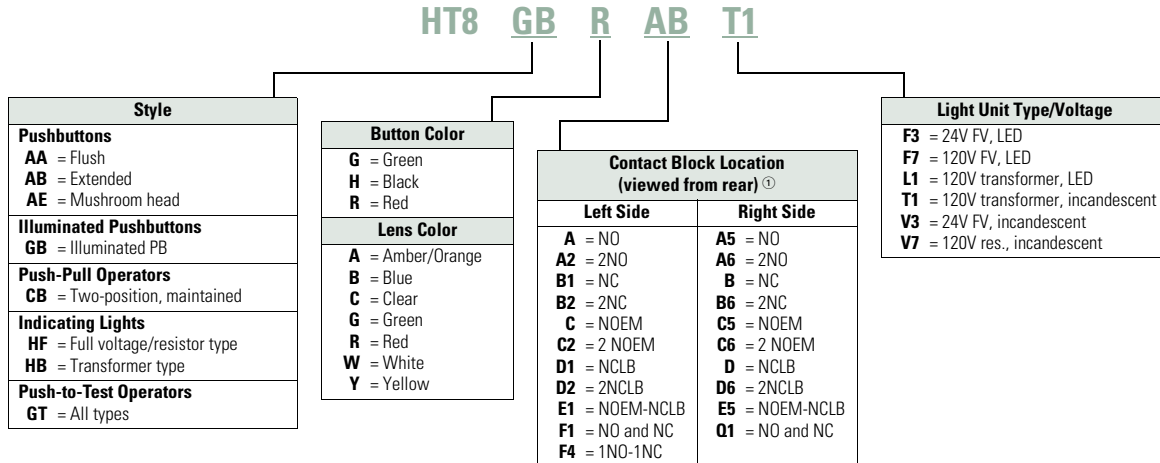 HT8 GB R AB T1
Style
Pushbuttons
AA = Flush
AB = Extended
AE = Mushroom head
Illuminated Pushbuttons
GB = Illuminated PB
Push-Pull Operators
CB = Two-position, maintained
Indicating Lights
HF = Full voltage/resistor type
HB = Transformer type
Push-to-Test Operators
GT = All types
Button Color
G = Green
H = Black
R = Red
Lens Color
A = Amber/Orange
B = Blue
C = Clear
G = Green
R = Red
W = White
Y = Yellow
Contact Block Location
(viewed from rear) ①
Left Side
A = NO
A2 = 2NO
B1 = NC
B2 = 2NC
C = NOEM
C2 = 2 NOEM
D1 = NCLB
D2 = 2NCLB
E1 = NOEM-NCLB
F1 = NO and NC
F4 = 1NO-1NC
Right Side
A5 = NO
A6 = 2NO
B = NC
B6 = 2NC
C5 = NOEM
C6 = 2 NOEM
D = NCLB
D6 = 2NCLB
E5 = NOEM-NCLB
Q1 = NO and NC
Light Unit Type/Voltage
F3 = 24V FV, LED
F7 = 120V FV, LED
L1 = 120V transformer, LED
T1 = 120V transformer, incandescent
V3 = 24V FV, incandescent
V7 = 120V res., incandescent